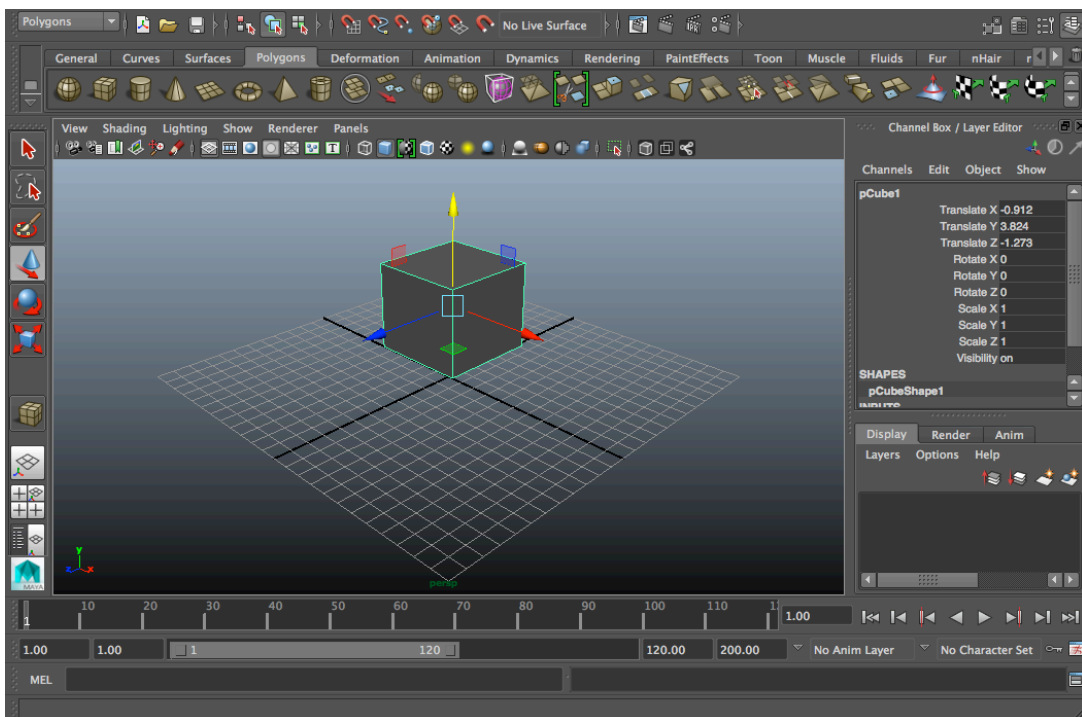 Polygons
No Live Surface
General Curves Surfaces Polygons Deformation Animation Dynamics Rendering PaintEffects Toon Muscle Fluids Fur nHair
View Shading Lighting Show Renderer Panels
Channel Box / Layer Editor
Channels Edit Object Show
pCube1
Translate X -0.912
Translate Y 3.824
Translate Z -1.273
Rotate X 0
Rotate Y 0
Rotate Z 0
Scale X 1
Scale Y 1
Scale Z 1
Visibility on
SHAPES
pCubeShape1
INPUTS
Display Render Anim
Layers Options Help
y
z x
persp
MAYA
1 10 20 30 40 50 60 70 80 90 100 110
1.00
1.00 1.00 1 120 120.00 200.00 No Anim Layer No Character Set
MEL